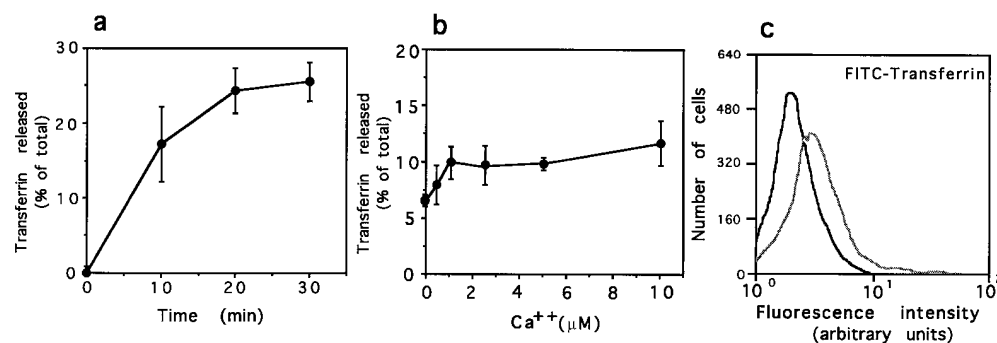 a
Transferrin released
(% of total)
30
20
10
0
0 10 20 30
Time (min)
b
Transferrin released
(% of total)
20
15
10
5
0
0 2 4 6 8 10
Ca++(μM)
c
FITC-Transferrin
Number of cells
640
480
320
160
0
10⁰ 10¹ 10²
Fluorescence intensity
(arbitrary units)